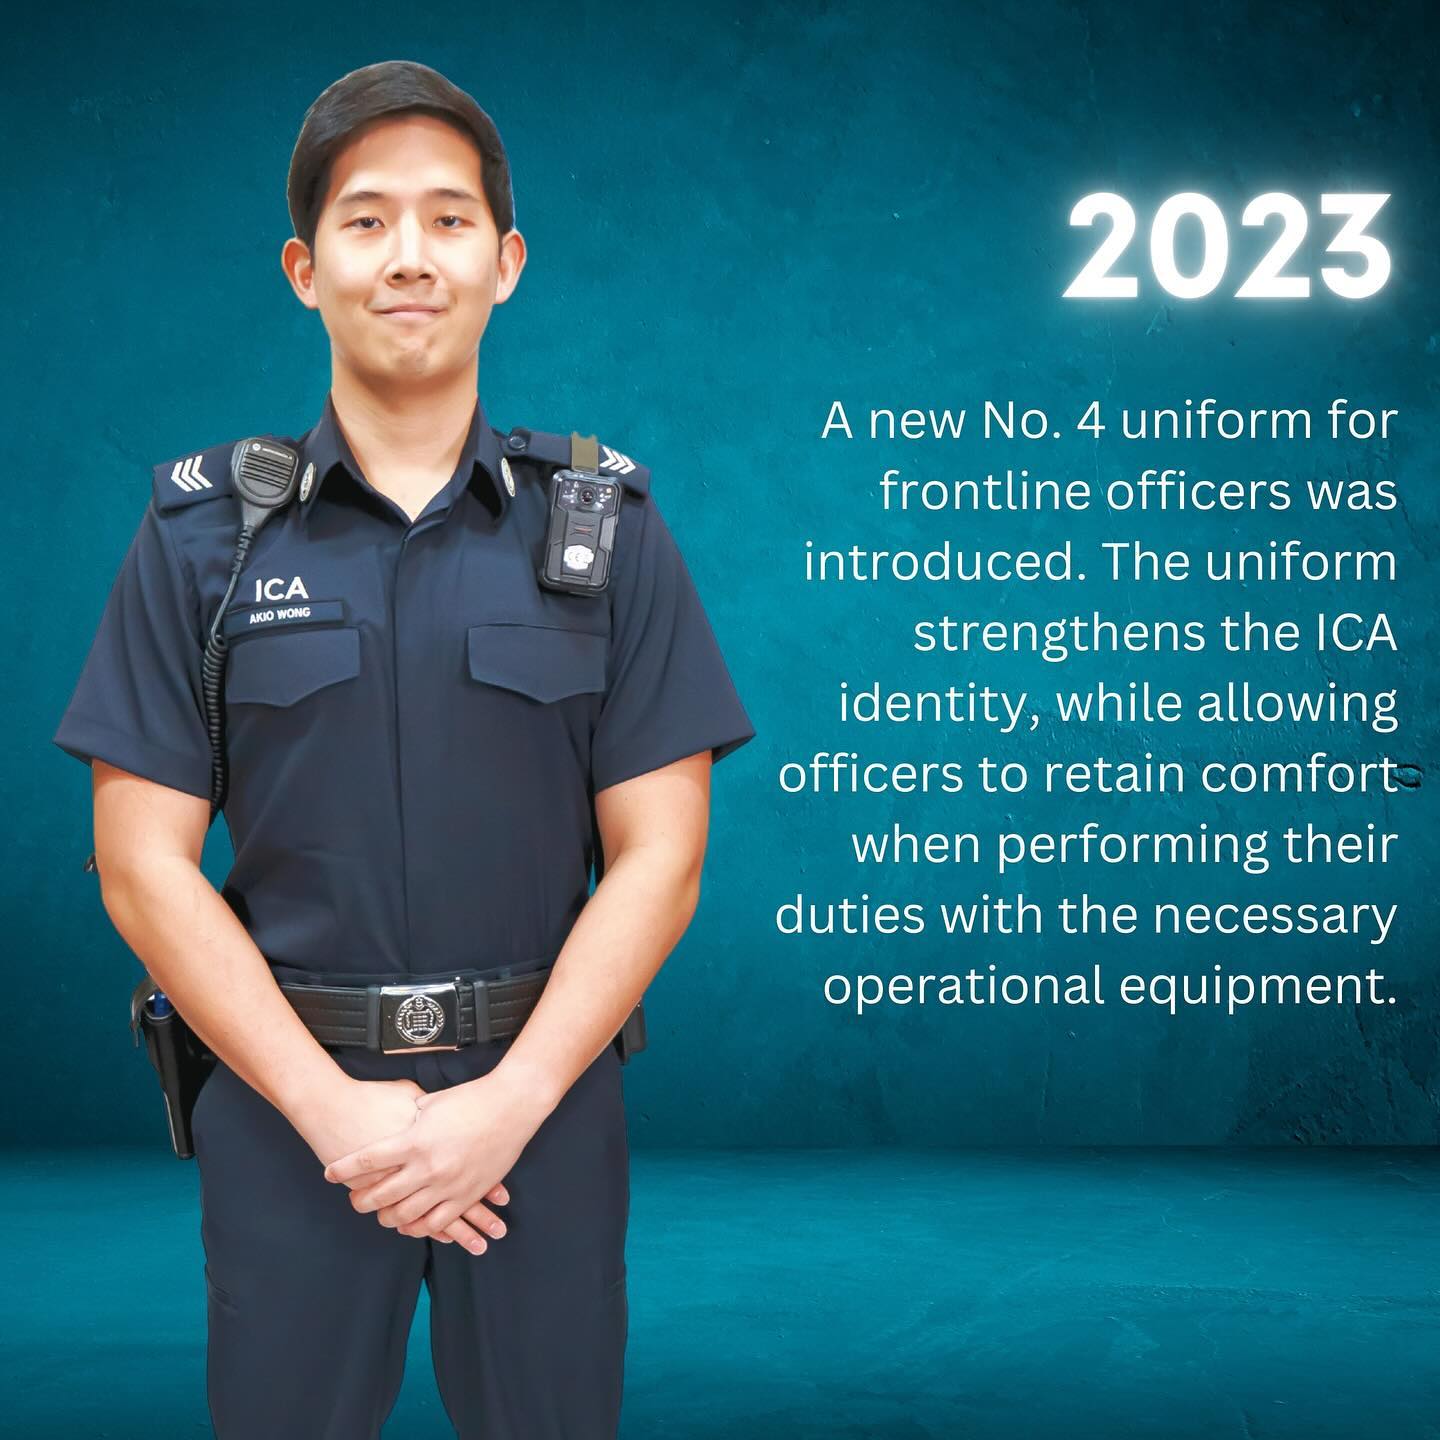 2023
A new No. 4 uniform for
frontline officers was
introduced. The uniform
strengthens the ICA
identity, while allowing
officers to retain comfort
when performing their
duties with the necessary
operational equipment.
ICA
AKIO WONG